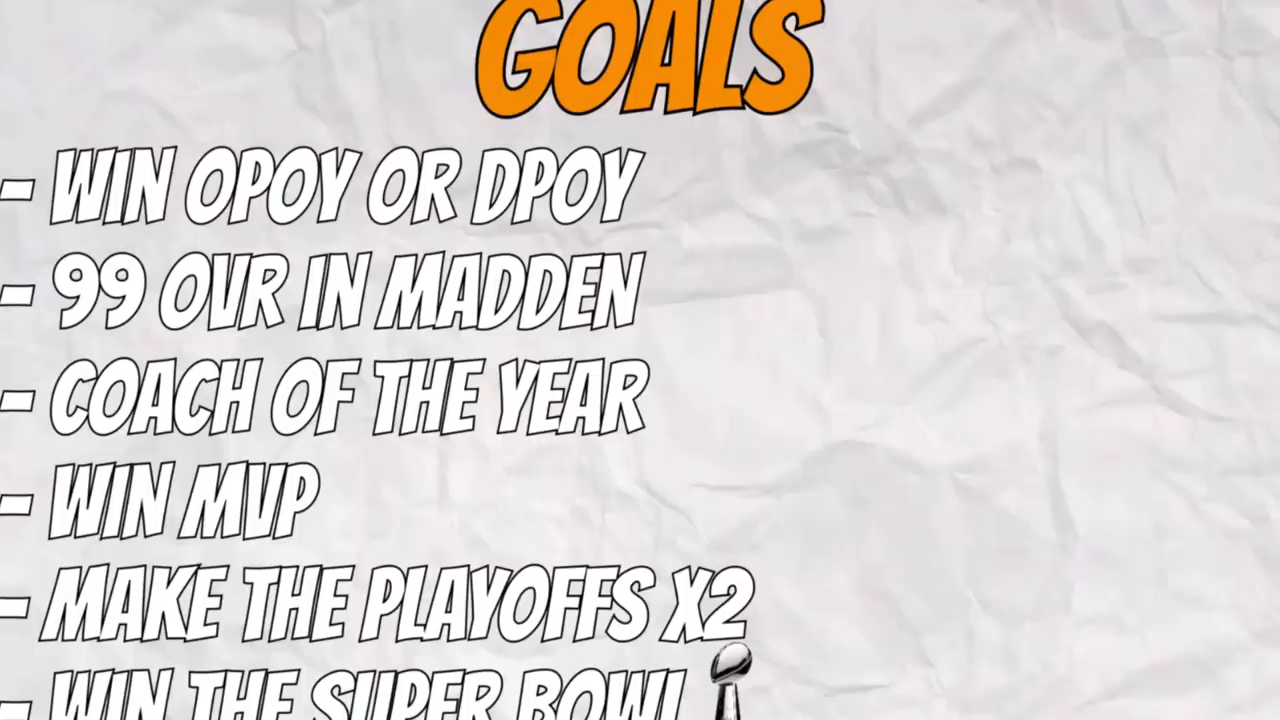 GOALS
- WIN OPOY OR DPOY
- 99 OVR IN MADDEN
- COACH OF THE YEAR
- WIN MVP
- MAKE THE PLAYOFFS X2
- WIN THE SUPER BOWL